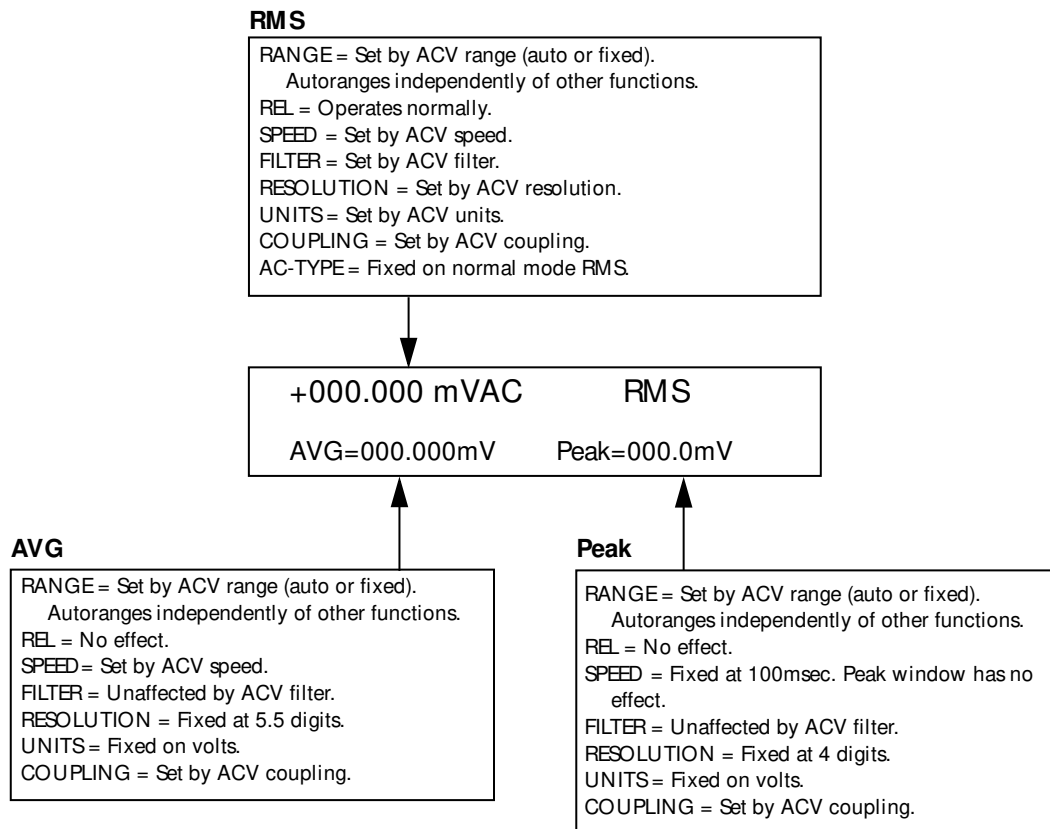 RMS
RANGE = Set by ACV range (auto or fixed).
Autoranges independently of other functions.
REL = Operates normally.
SPEED = Set by ACV speed.
FILTER = Set by ACV filter.
RESOLUTION = Set by ACV resolution.
UNITS = Set by ACV units.
COUPLING = Set by ACV coupling.
AC-TYPE = Fixed on normal mode RMS.
+000.000 mVAC RMS
AVG=000.000mV Peak=000.0mV
AVG
RANGE = Set by ACV range (auto or fixed).
Autoranges independently of other functions.
REL = No effect.
SPEED = Set by ACV speed.
FILTER = Unaffected by ACV filter.
RESOLUTION = Fixed at 5.5 digits.
UNITS = Fixed on volts.
COUPLING = Set by ACV coupling.
Peak
RANGE = Set by ACV range (auto or fixed).
Autoranges independently of other functions.
REL = No effect.
SPEED = Fixed at 100msec. Peak window has no
effect.
FILTER = Unaffected by ACV filter.
RESOLUTION = Fixed at 4 digits.
UNITS = Fixed on volts.
COUPLING = Set by ACV coupling.